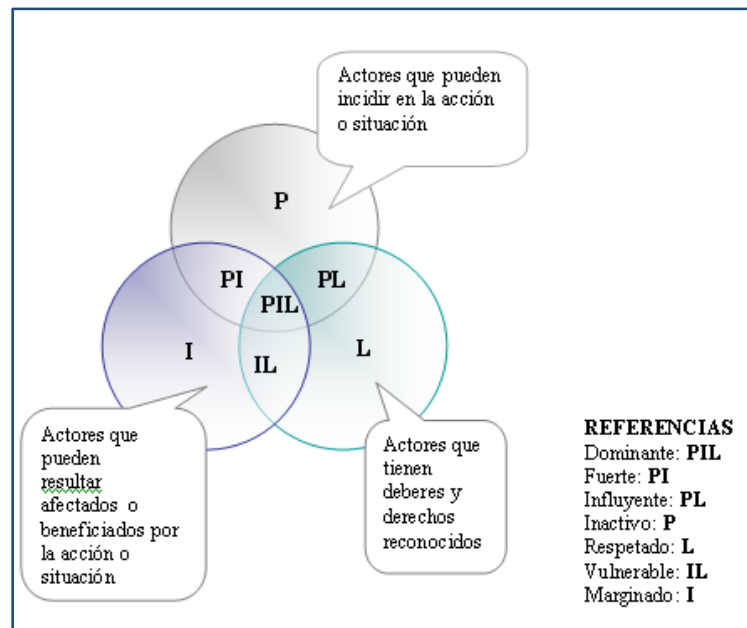 Actores que pueden
incidir en la acción
o situación
P
PI
PL
PIL
I
IL
L
Actores que
pueden
resultar
afectados o
beneficiados por
la acción o
situación
Actores que
tienen
deberes y
derechos
reconocidos
REFERENCIAS
Dominante: PIL
Fuerte: PI
Influyente: PL
Inactivo: P
Respetado: L
Vulnerable: IL
Marginado: I